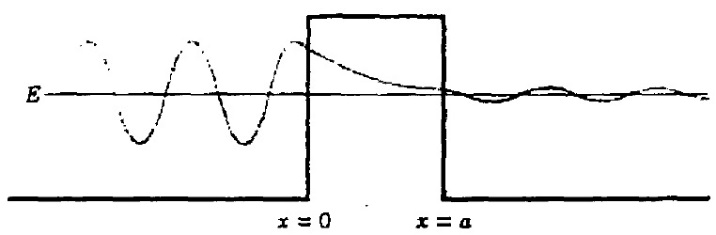 E
x = 0 x = a